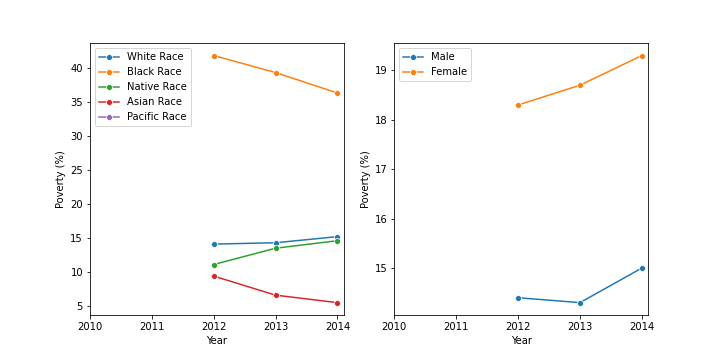 White Race
Black Race
Native Race
Asian Race
Pacific Race
40
35
30
25
20
15
10
5
Poverty (%)
2010 2011 2012 2013 2014
Year
Male
Female
19
18
17
16
15
Poverty (%)
2010 2011 2012 2013 2014
Year